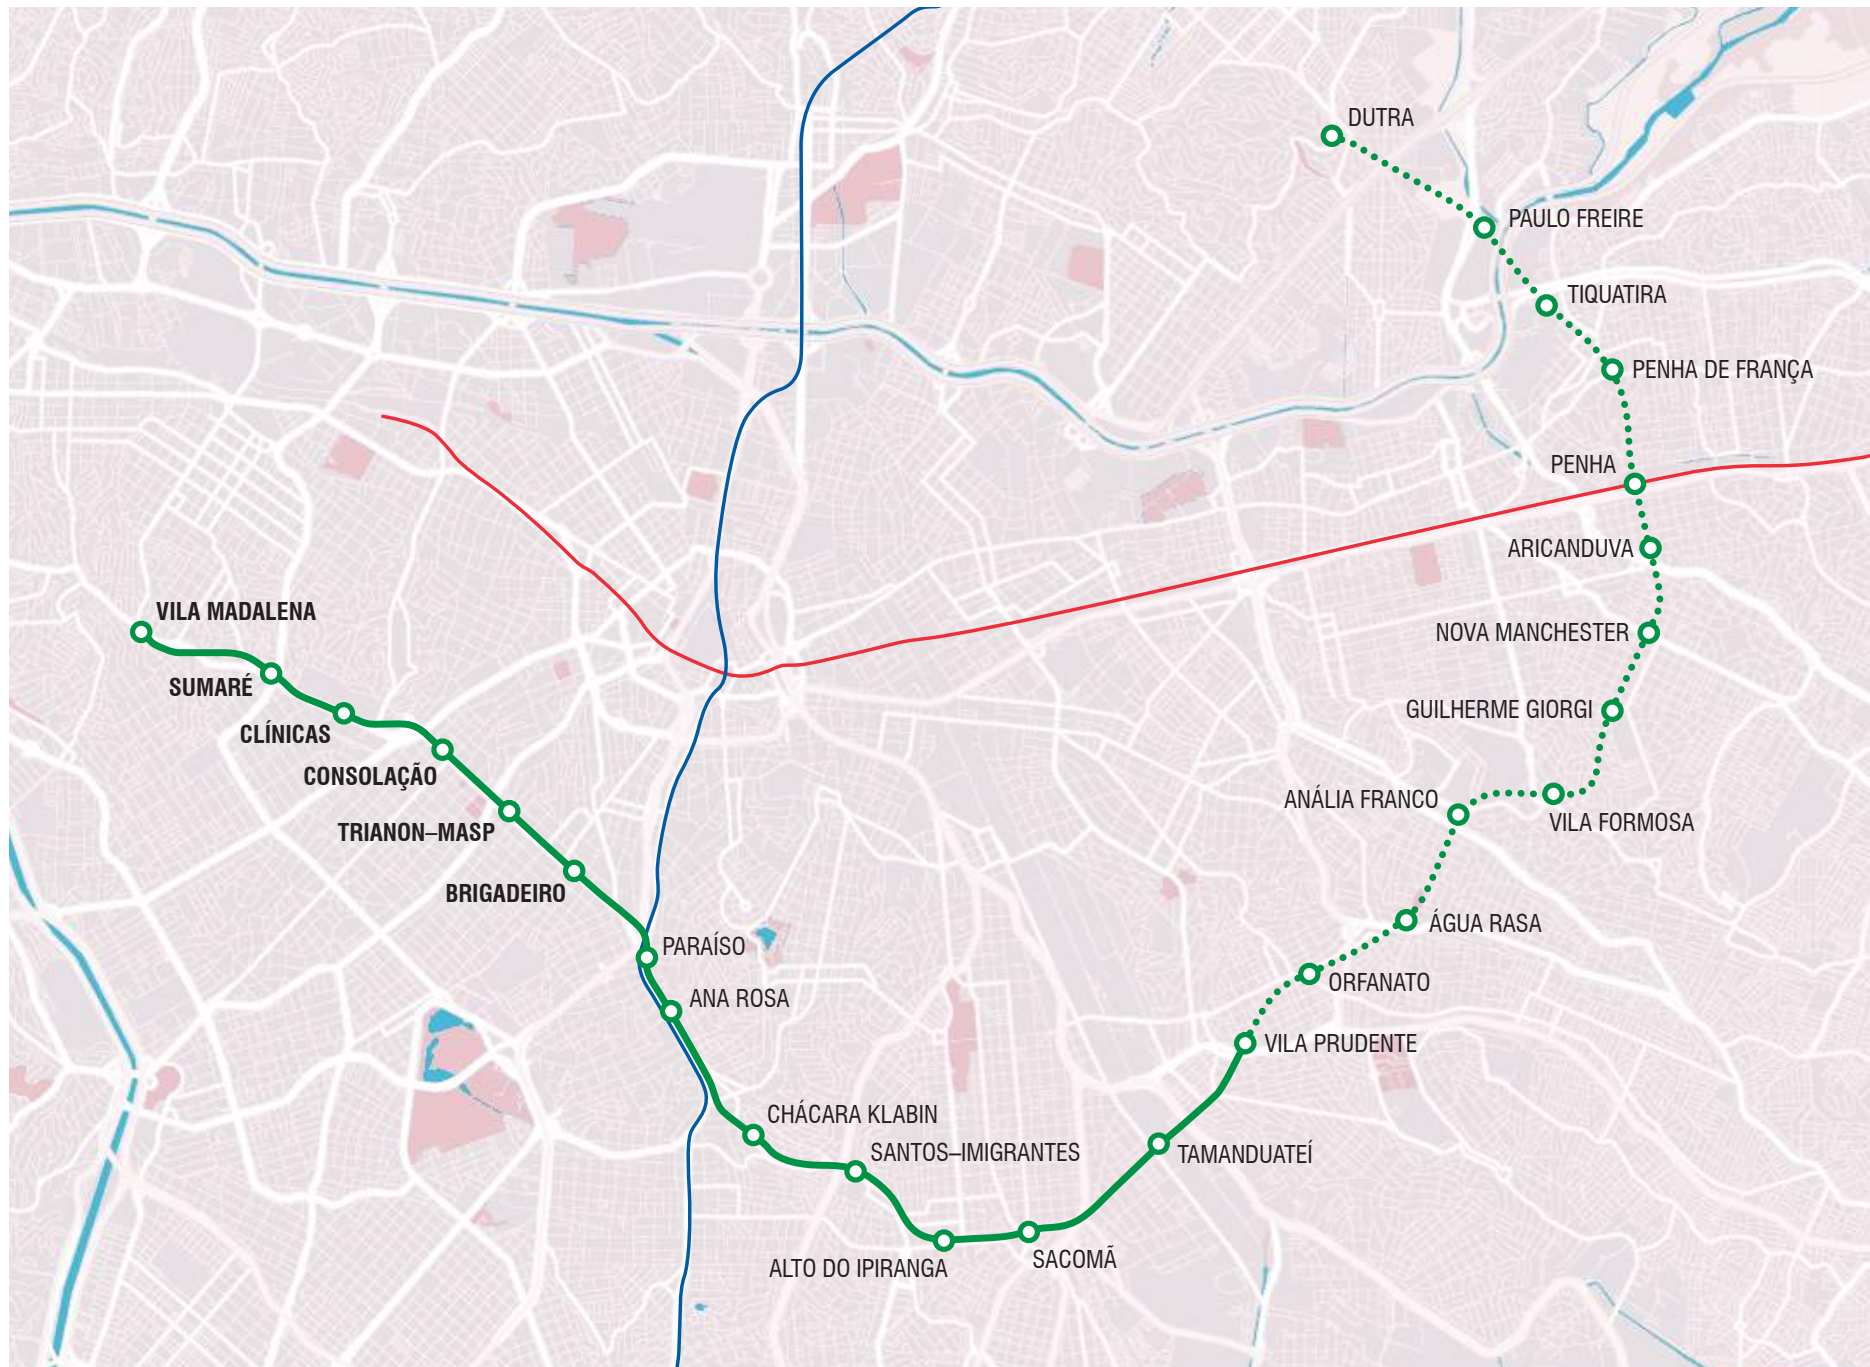 DUTRA
PAULO FREIRE
TIQUATIRA
PENHA DE FRANÇA
PENHA
ARICANDUVA
VILA MADALENA
NOVA MANCHESTER
SUMARÉ
GUILHERME GIORGI
CLÍNICAS
CONSOLAÇÃO
ANÁLIA FRANCO
VILA FORMOSA
TRIANON–MASP
BRIGADEIRO
ÁGUA RASA
PARAÍSO
ORFANATO
ANA ROSA
VILA PRUDENTE
CHÁCARA KLABIN
SANTOS–IMIGRANTES
TAMANDUATEÍ
SACOMÃ
ALTO DO IPIRANGA